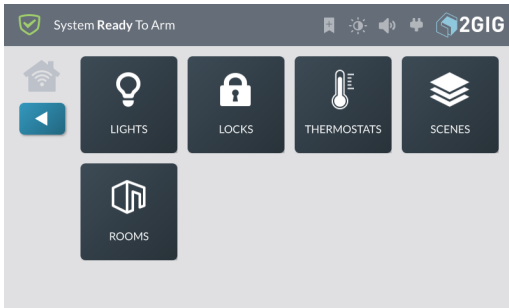 System Ready To Arm
2GIG
LIGHTS
LOCKS
THERMOSTATS
SCENES
ROOMS